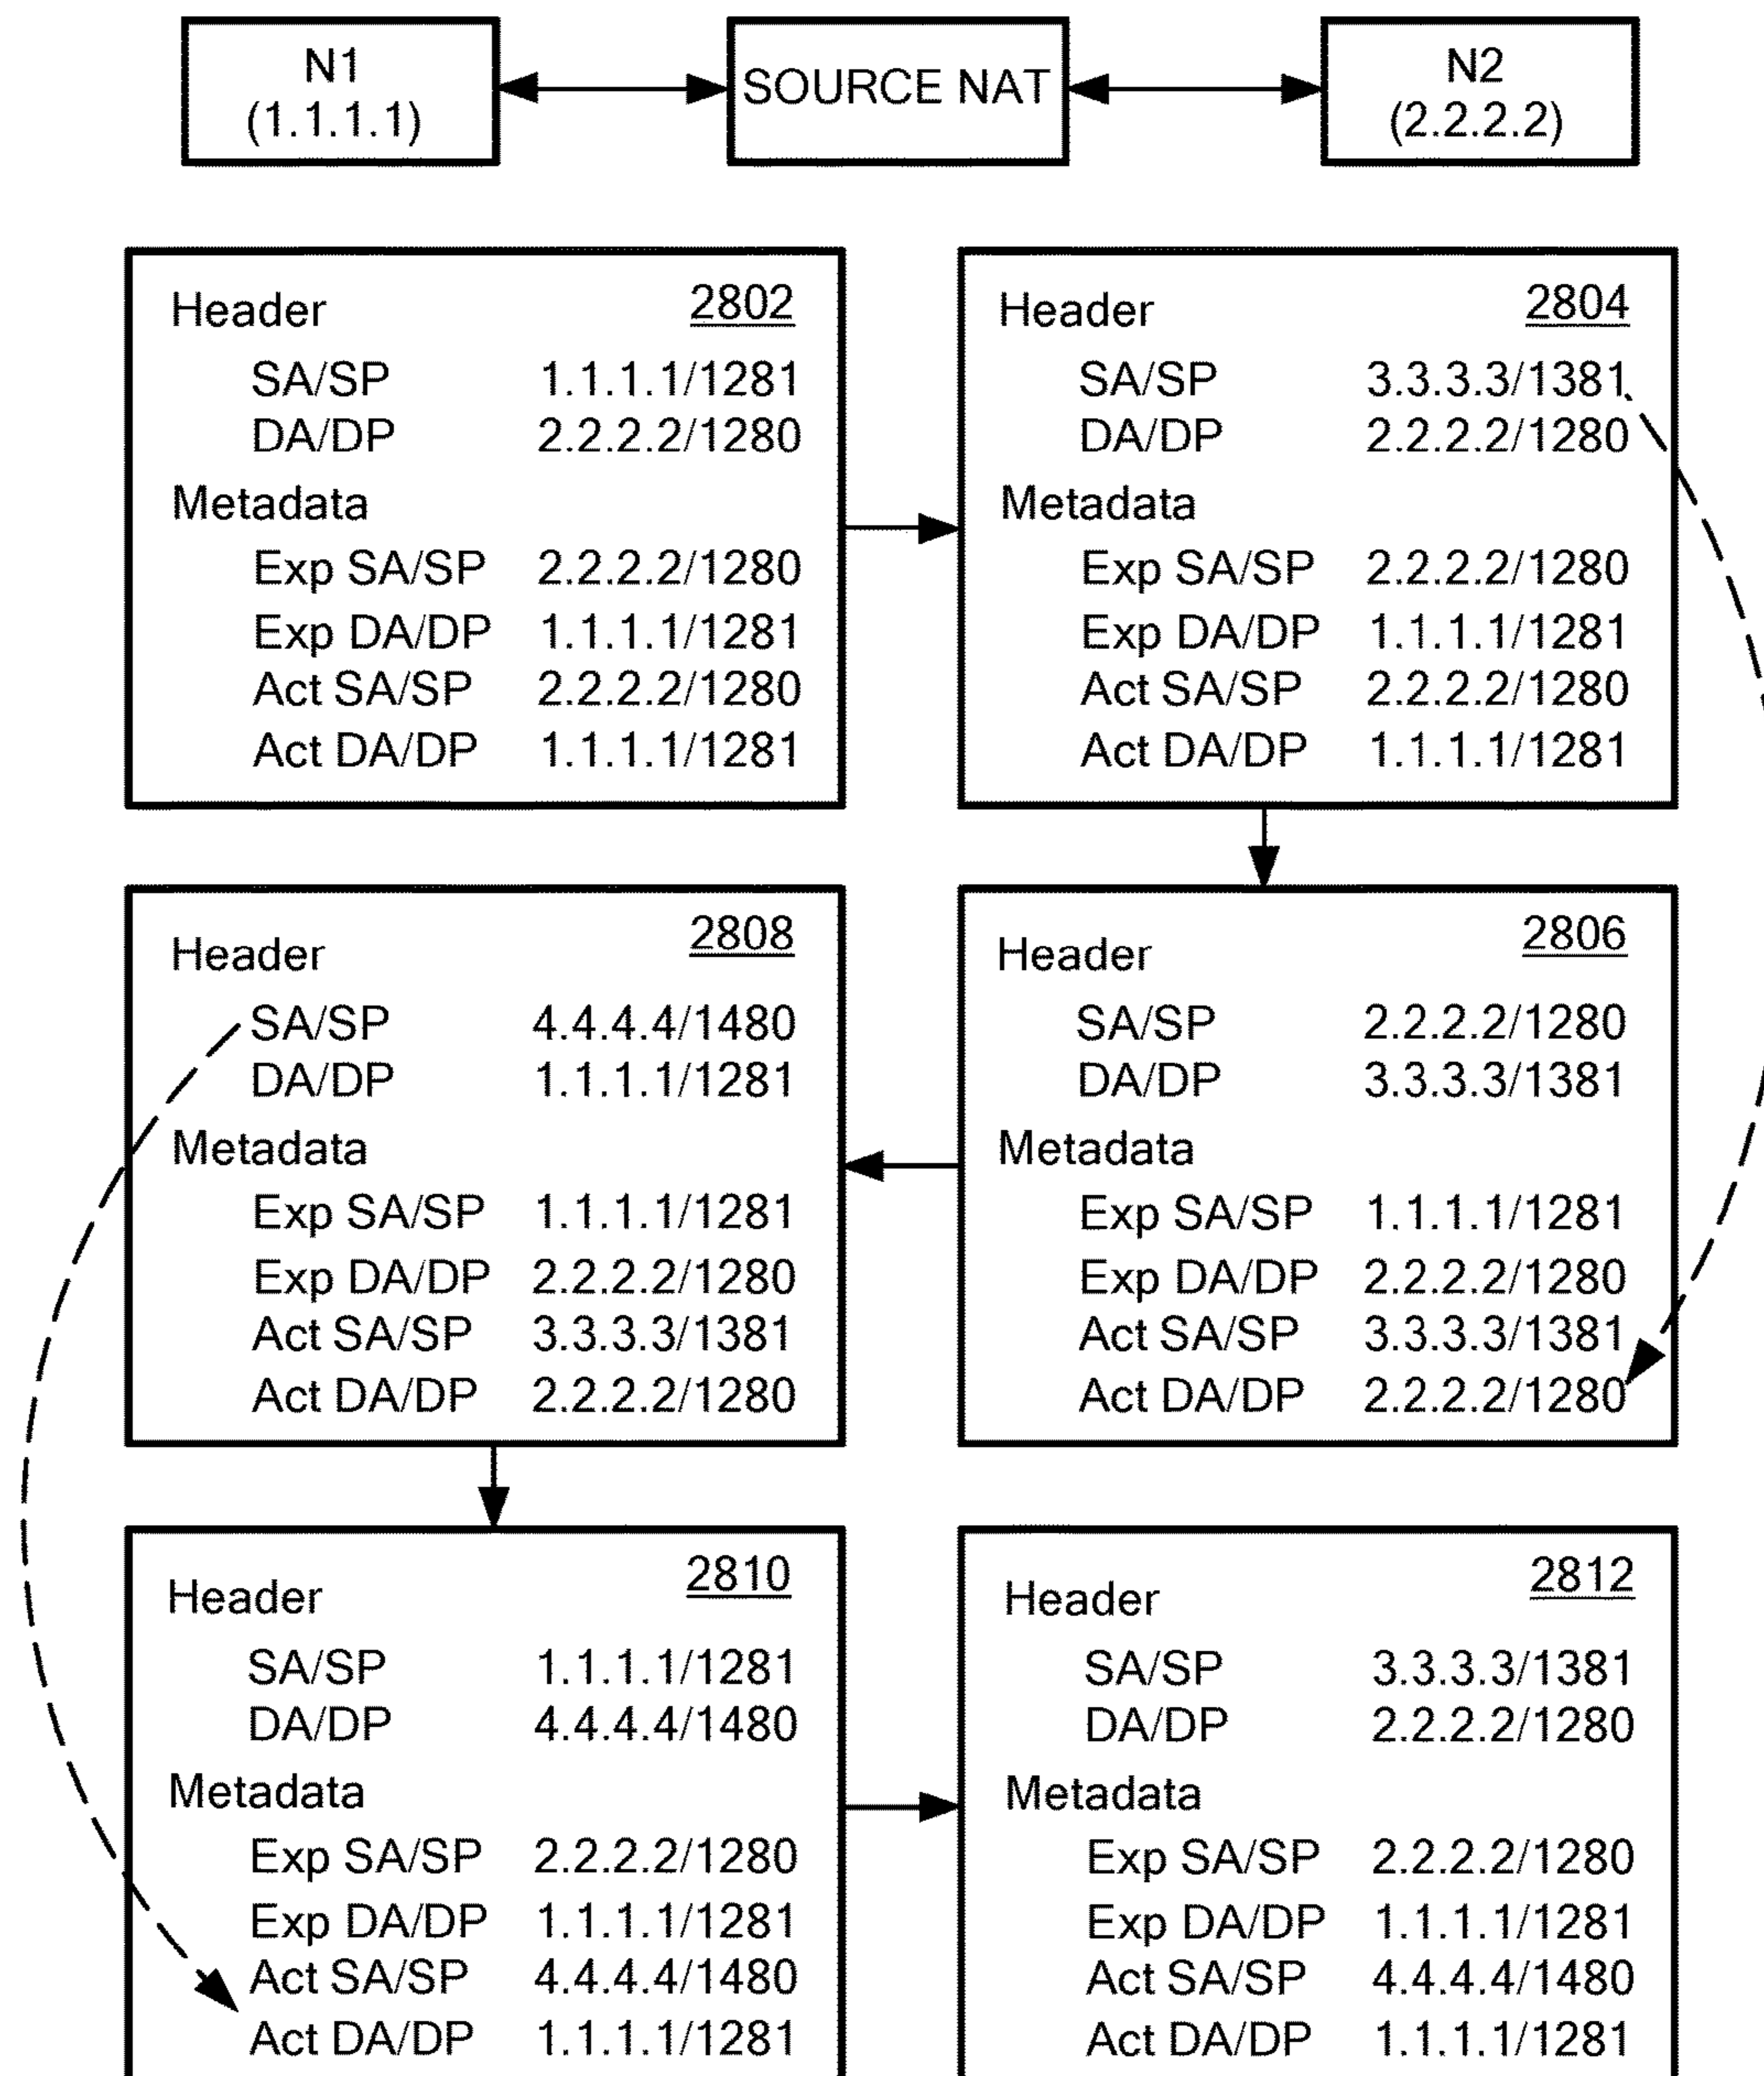 N1
(1.1.1.1)
SOURCE NAT
N2
(2.2.2.2)
Header 2802
SA/SP 1.1.1.1/1281
DA/DP 2.2.2.2/1280
Metadata
Exp SA/SP 2.2.2.2/1280
Exp DA/DP 1.1.1.1/1281
Act SA/SP 2.2.2.2/1280
Act DA/DP 1.1.1.1/1281
Header 2804
SA/SP 3.3.3.3/1381
DA/DP 2.2.2.2/1280
Metadata
Exp SA/SP 2.2.2.2/1280
Exp DA/DP 1.1.1.1/1281
Act SA/SP 2.2.2.2/1280
Act DA/DP 1.1.1.1/1281
Header 2808
SA/SP 4.4.4.4/1480
DA/DP 1.1.1.1/1281
Metadata
Exp SA/SP 1.1.1.1/1281
Exp DA/DP 2.2.2.2/1280
Act SA/SP 3.3.3.3/1381
Act DA/DP 2.2.2.2/1280
Header 2806
SA/SP 2.2.2.2/1280
DA/DP 3.3.3.3/1381
Metadata
Exp SA/SP 1.1.1.1/1281
Exp DA/DP 2.2.2.2/1280
Act SA/SP 3.3.3.3/1381
Act DA/DP 2.2.2.2/1280
Header 2810
SA/SP 1.1.1.1/1281
DA/DP 4.4.4.4/1480
Metadata
Exp SA/SP 2.2.2.2/1280
Exp DA/DP 1.1.1.1/1281
Act SA/SP 4.4.4.4/1480
Act DA/DP 1.1.1.1/1281
Header 2812
SA/SP 3.3.3.3/1381
DA/DP 2.2.2.2/1280
Metadata
Exp SA/SP 2.2.2.2/1280
Exp DA/DP 1.1.1.1/1281
Act SA/SP 4.4.4.4/1480
Act DA/DP 1.1.1.1/1281